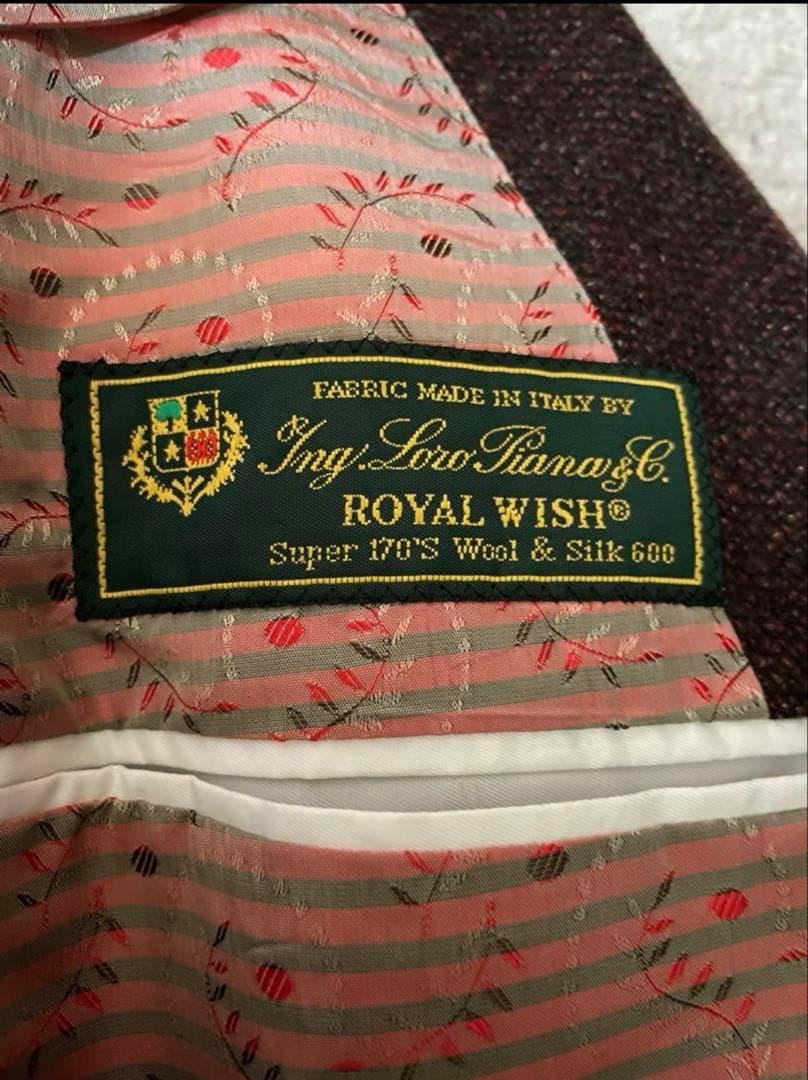 FABRIC MADE IN ITALY BY
Ing. Loro Piana & C.
ROYAL WISH®
Super 170'S Wool & Silk 600